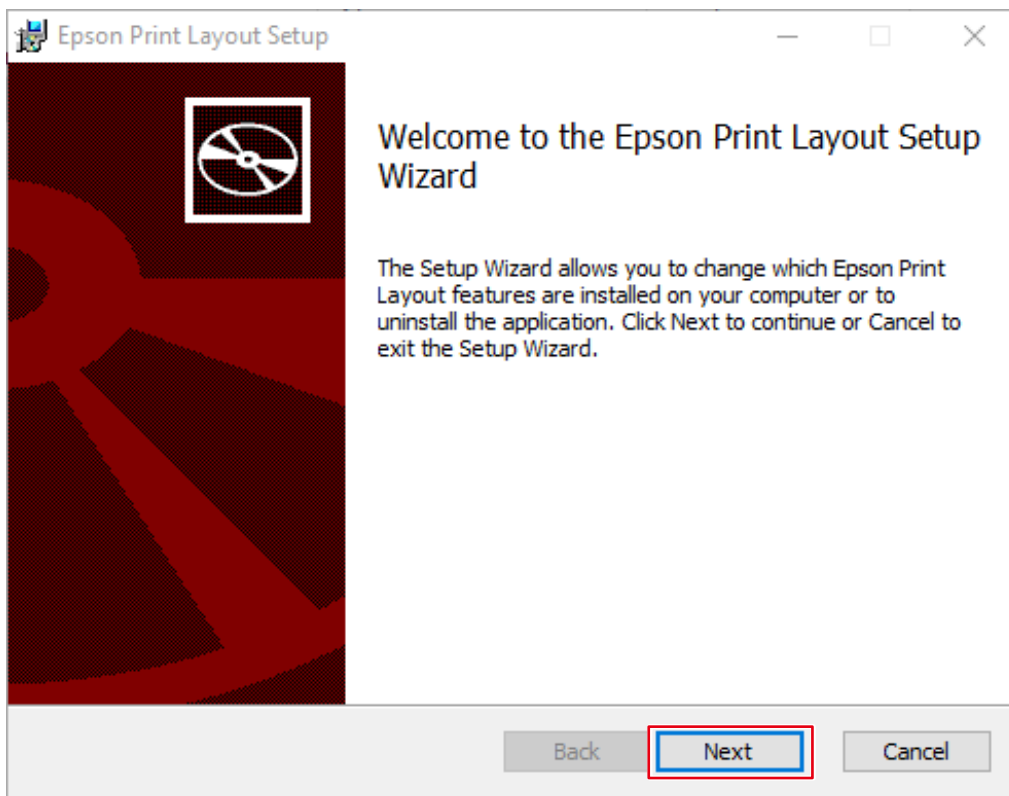 Epson Print Layout Setup
Welcome to the Epson Print Layout Setup
Wizard
The Setup Wizard allows you to change which Epson Print
Layout features are installed on your computer or to
uninstall the application. Click Next to continue or Cancel to
exit the Setup Wizard.
Back Next Cancel